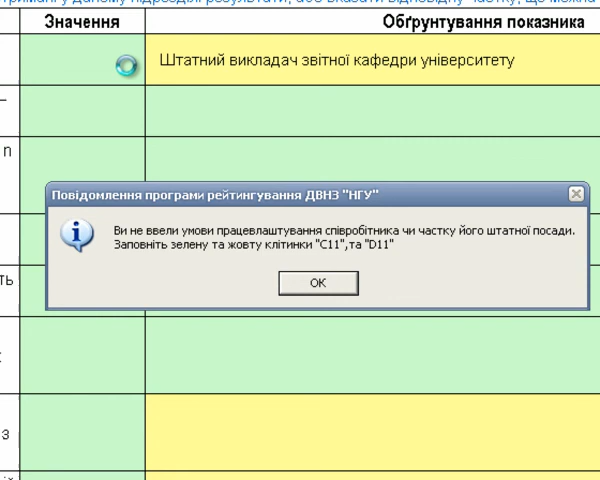 Значення
Обґрунтування показника
Штатний викладач звітної кафедри університету
–
п
Повідомлення програми рейтингування ДВНЗ "НГУ"
Ви не ввели умови працевлаштування співробітника чи частку його штатної посади.
Заповніть зелену та жовту клітинки "C11",та "D11"
ть
OK
з